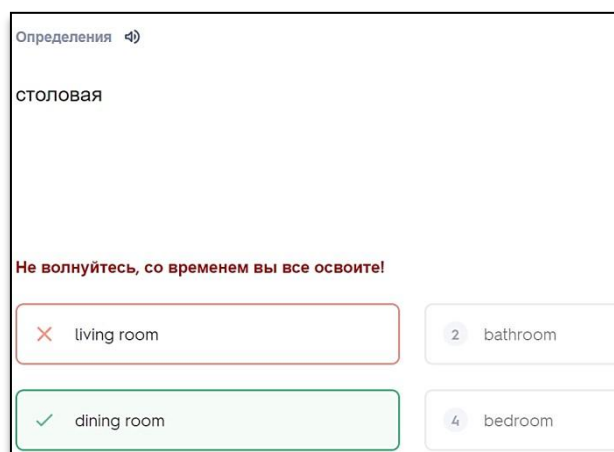 Определения
столовая
Не волнуйтесь, со временем вы все освоите!
living room
2 bathroom
dining room
4 bedroom